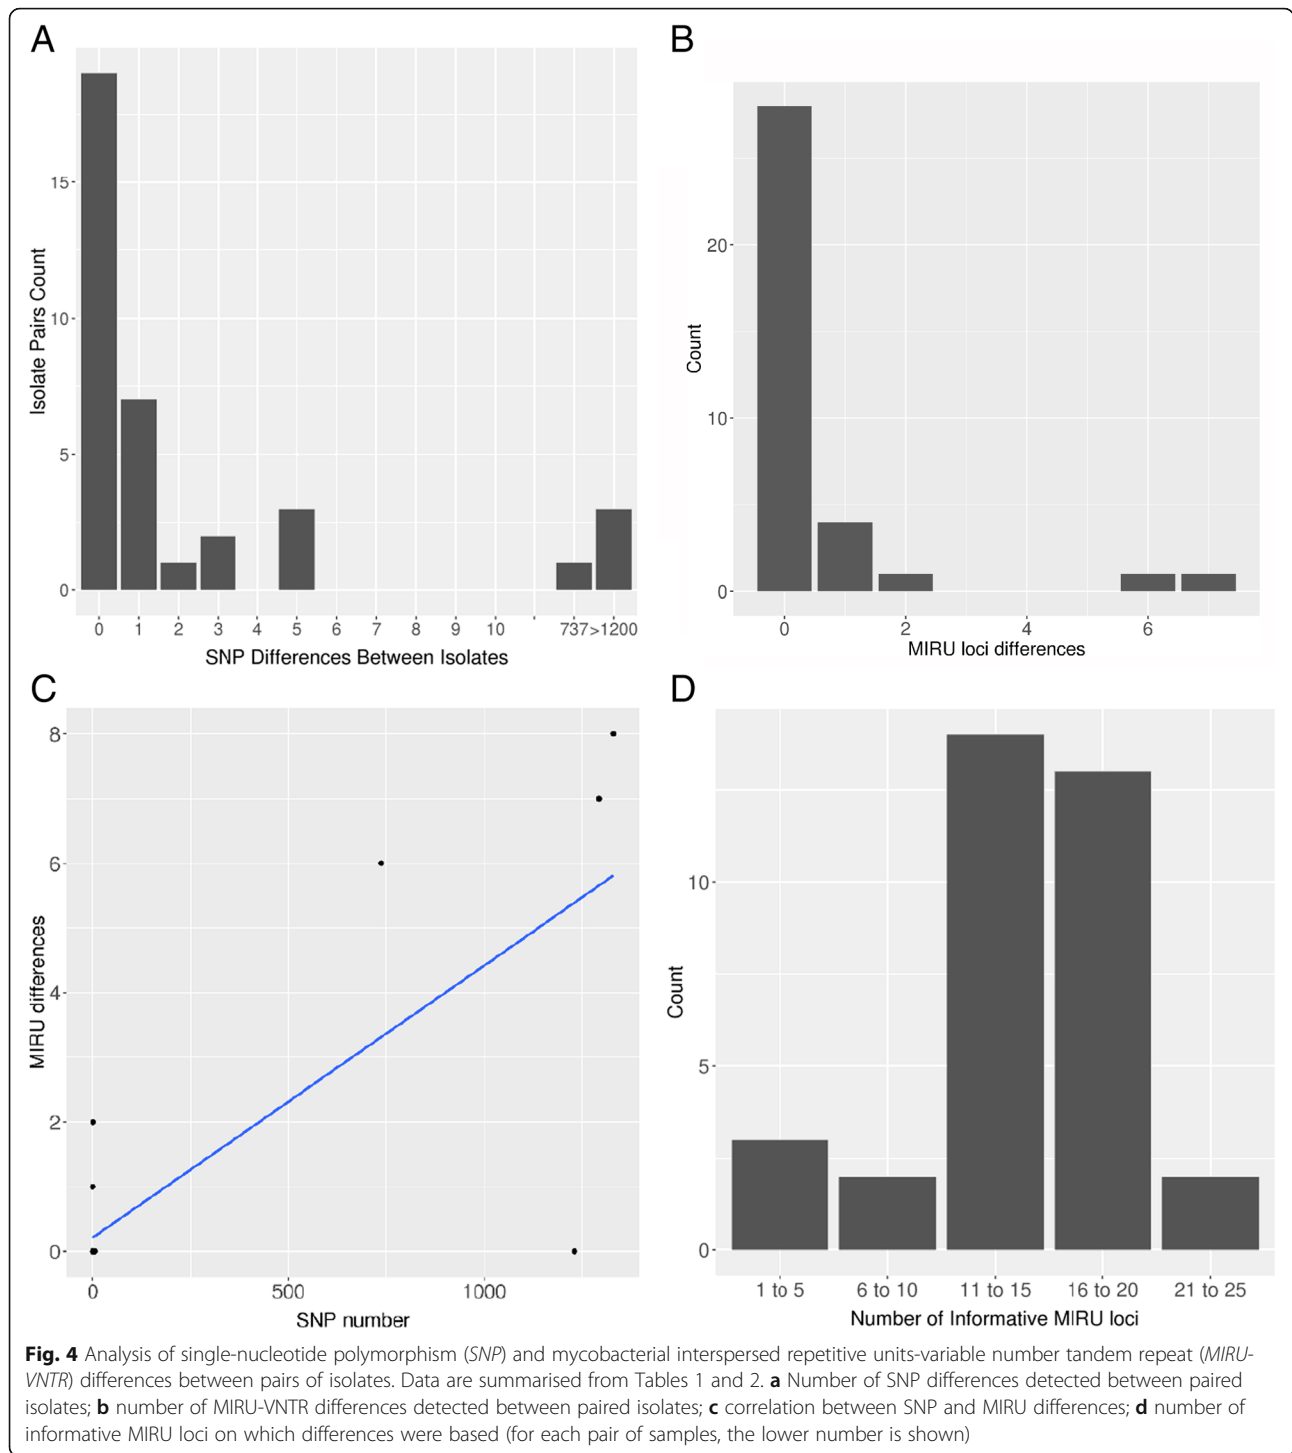 A
15
10
5
0
Isolate Pairs Count
0 1 2 3 4 5 6 7 8 9 10 737 >1200
SNP Differences Between Isolates
B
20
10
0
Count
0 2 4 6
MIRU loci differences
C
8
6
4
2
0
MIRU differences
0 500 1000
SNP number
D
10
5
0
Count
1 to 5 6 to 10 11 to 15 16 to 20 21 to 25
Number of Informative MIRU loci
Fig. 4 Analysis of single-nucleotide polymorphism (SNP) and mycobacterial interspersed repetitive units-variable number tandem repeat (MIRU-
VNTR) differences between pairs of isolates. Data are summarised from Tables 1 and 2. a Number of SNP differences detected between paired
isolates; b number of MIRU-VNTR differences detected between paired isolates; c correlation between SNP and MIRU differences; d number of
informative MIRU loci on which differences were based (for each pair of samples, the lower number is shown)